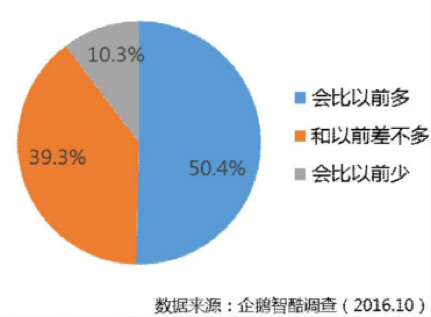 10.3%
39.3%
50.4%
会比以前多
和以前差不多
会比以前少
数据来源：企鹅智酷调查（2016.10）